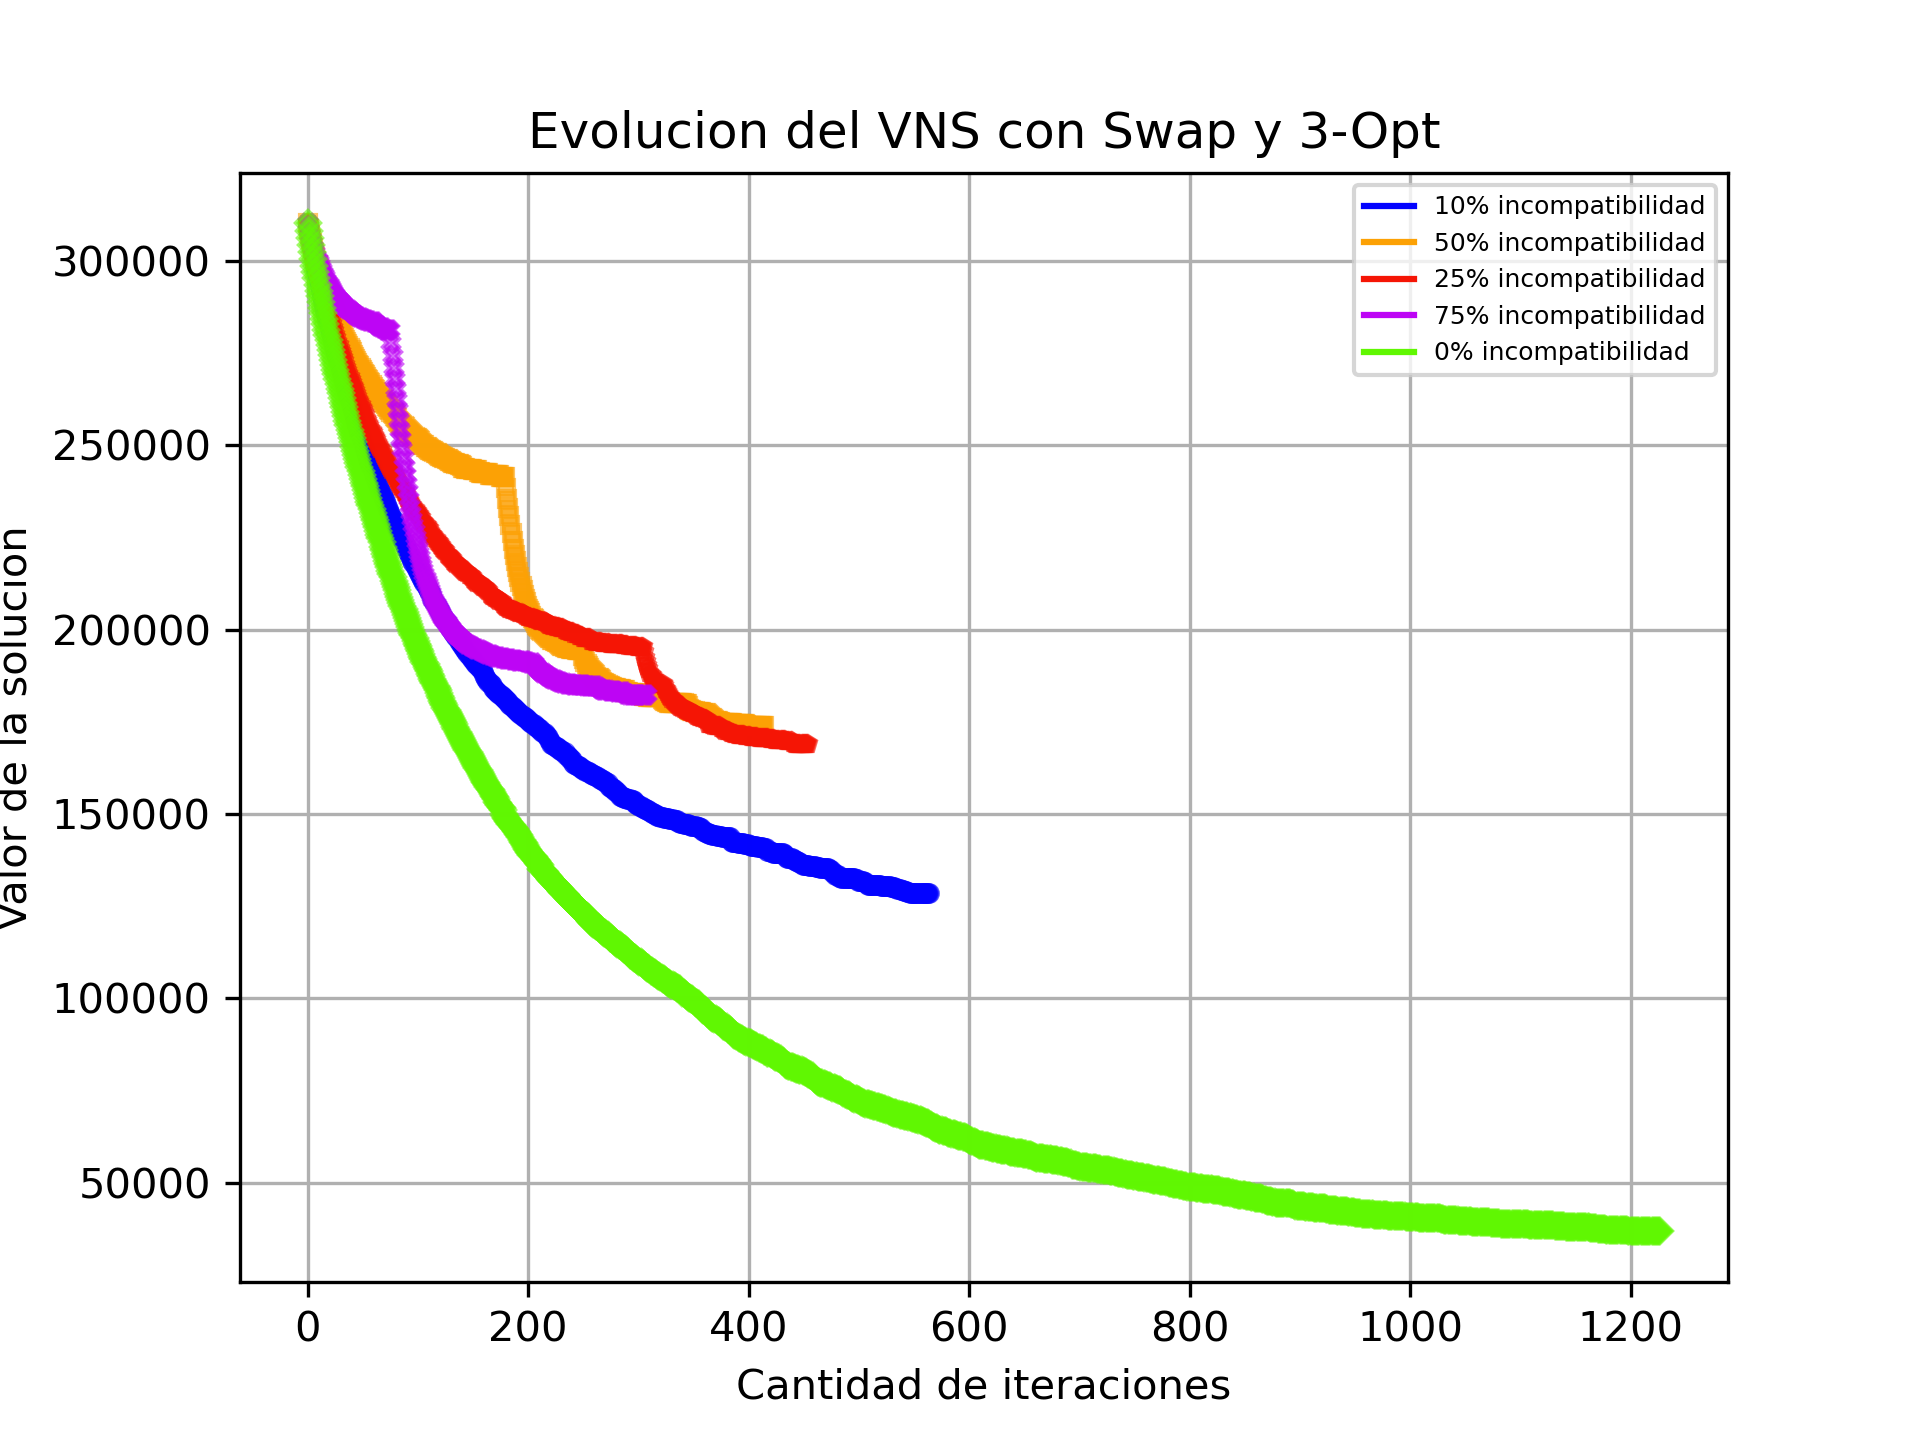 Evolucion del VNS con Swap y 3-Opt
10% incompatibilidad
50% incompatibilidad
25% incompatibilidad
75% incompatibilidad
0% incompatibilidad
Valor de la solucion
300000
250000
200000
150000
100000
50000
0 200 400 600 800 1000 1200
Cantidad de iteraciones